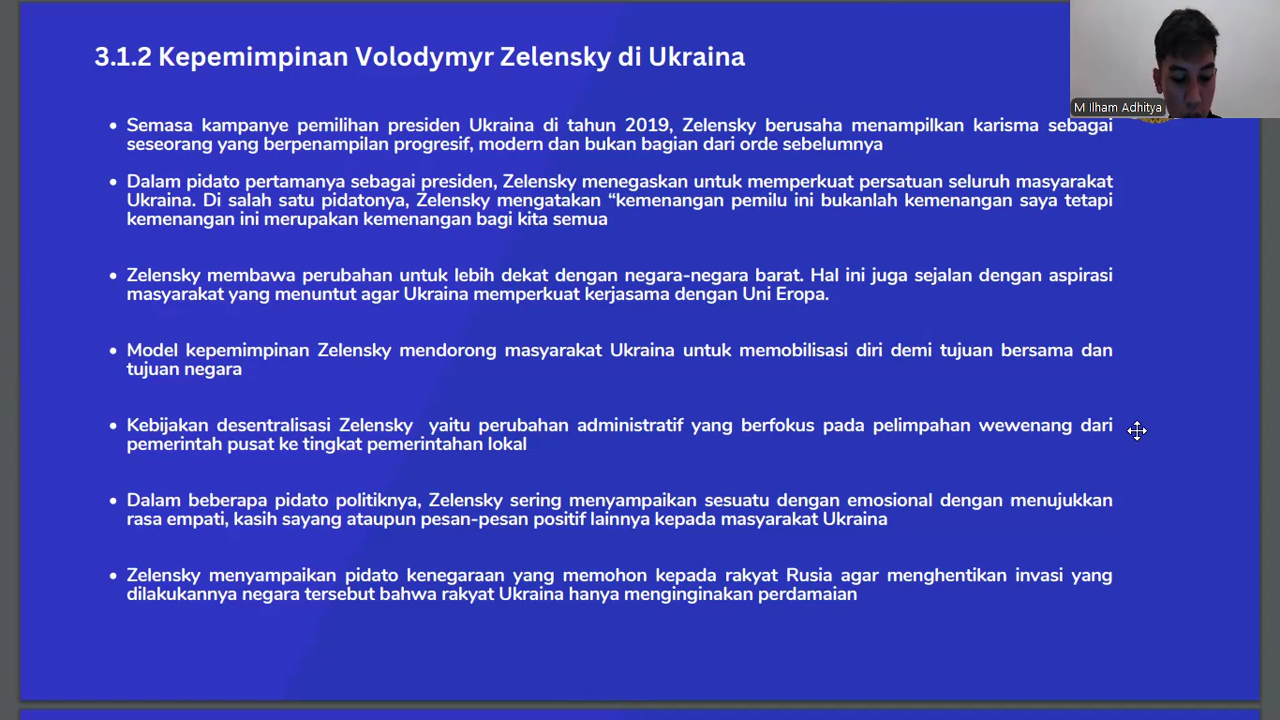 3.1.2 Kepemimpinan Volodymyr Zelensky di Ukraina
M Ilham Adhitya
• Semasa kampanye pemilihan presiden Ukraina di tahun 2019, Zelensky berusaha menampilkan karisma sebagai
seseorang yang berpenampilan progresif, modern dan bukan bagian dari orde sebelumnya
• Dalam pidato pertamanya sebagai presiden, Zelensky menegaskan untuk memperkuat persatuan seluruh masyarakat
Ukraina. Di salah satu pidatonya, Zelensky mengatakan “kemenangan pemilu ini bukanlah kemenangan saya tetapi
kemenangan ini merupakan kemenangan bagi kita semua
• Zelensky membawa perubahan untuk lebih dekat dengan negara-negara barat. Hal ini juga sejalan dengan aspirasi
masyarakat yang menuntut agar Ukraina memperkuat kerjasama dengan Uni Eropa.
• Model kepemimpinan Zelensky mendorong masyarakat Ukraina untuk memobilisasi diri demi tujuan bersama dan
tujuan negara
• Kebijakan desentralisasi Zelensky yaitu perubahan administratif yang berfokus pada pelimpahan wewenang dari
pemerintah pusat ke tingkat pemerintahan lokal
• Dalam beberapa pidato politiknya, Zelensky sering menyampaikan sesuatu dengan emosional dengan menujukkan
rasa empati, kasih sayang ataupun pesan-pesan positif lainnya kepada masyarakat Ukraina
• Zelensky menyampaikan pidato kenegaraan yang memohon kepada rakyat Rusia agar menghentikan invasi yang
dilakukannya negara tersebut bahwa rakyat Ukraina hanya menginginakan perdamaian